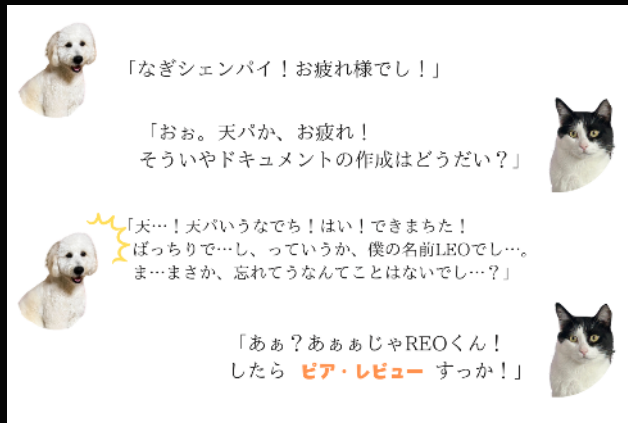 「なぎシェンパイ！お疲れ様でし！」
「おぉ。天パか、お疲れ！
そういやドキュメントの作成はどうだい？」
「天…！天パいうなでち！はい！できまちた！
ばっちりで…し、っていうか、僕の名前LEOでし…。
ま…まさか、忘れてうなんてことはないでし…？」
「あぁ？あぁぁじゃREOくん！
したら ピア・レビュー すっか！」